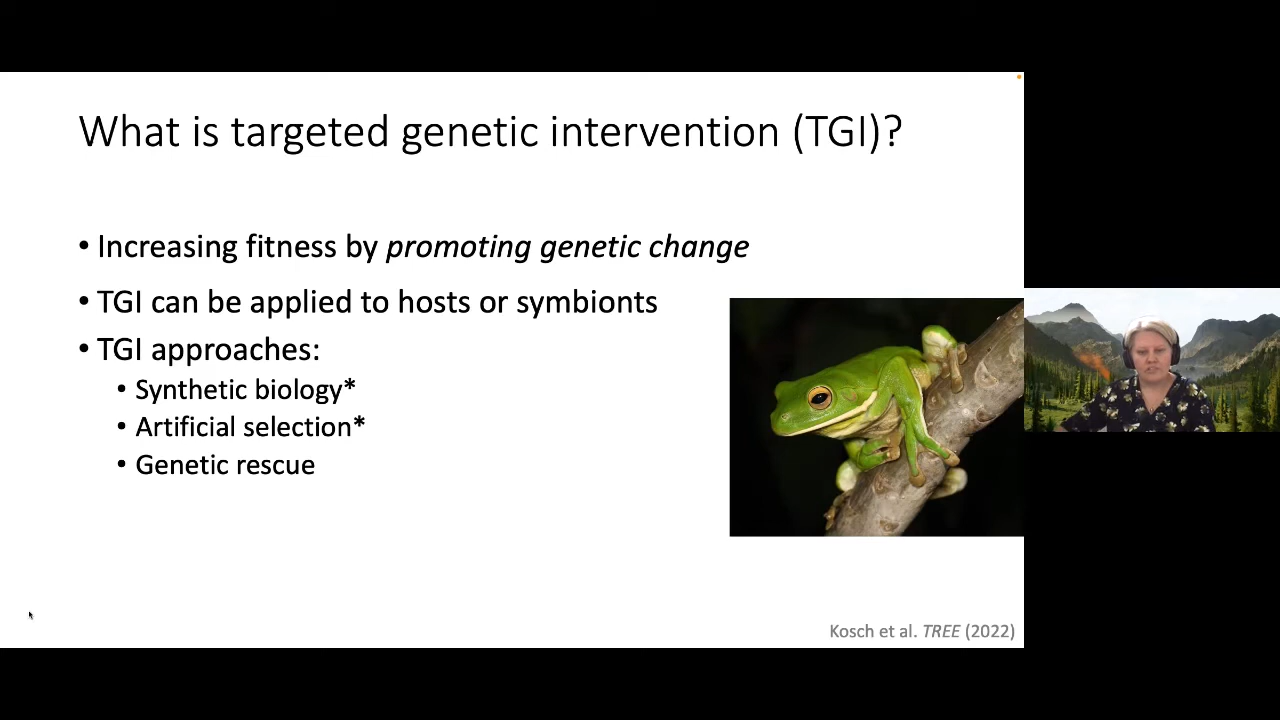 What is targeted genetic intervention (TGI)?
• Increasing fitness by promoting genetic change
• TGI can be applied to hosts or symbionts
• TGI approaches:
• Synthetic biology*
• Artificial selection*
• Genetic rescue
Kosch et al. TREE (2022)